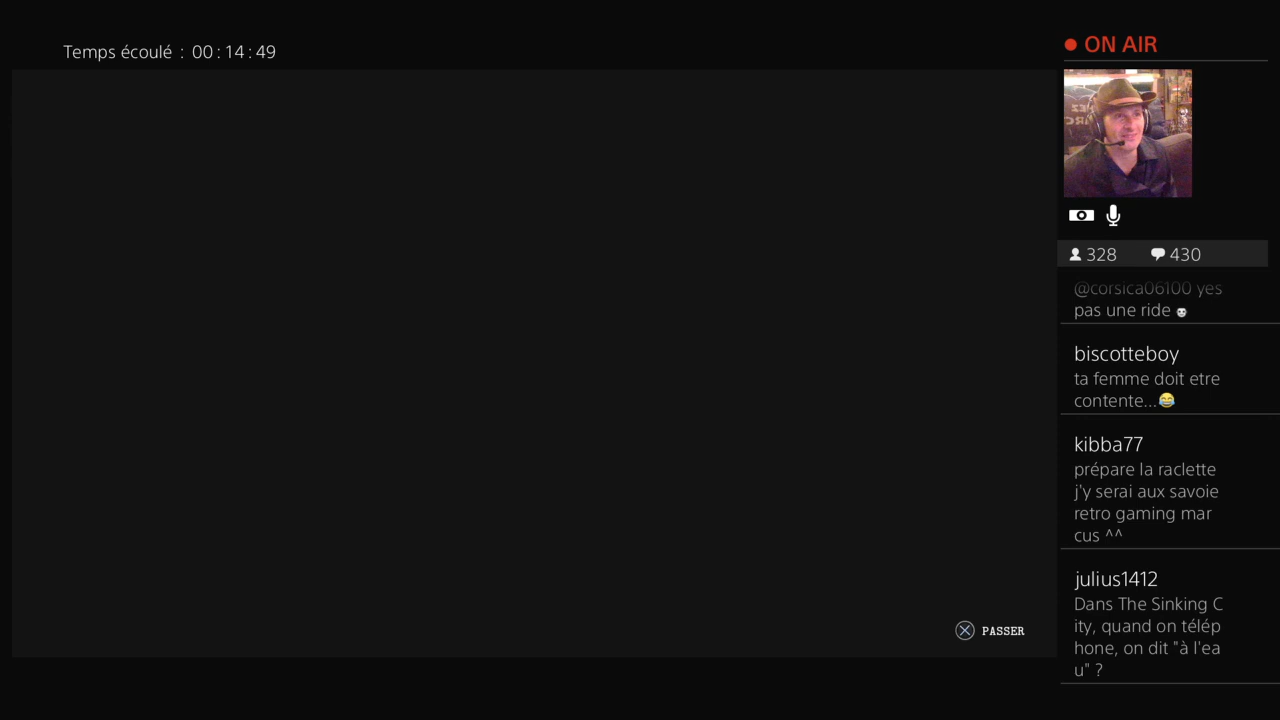 Temps écoulé : 00:14:49
ON AIR
328 430
@corsica06100 yes
pas une ride
biscotteboy
ta femme doit etre
contente...😂
kibba77
prépare la raclette
j'y serai aux savoie
retro gaming mar
cus ^^
julius1412
Dans The Sinking C
ity, quand on télép
hone, on dit "à l'ea
u" ?
PASSER